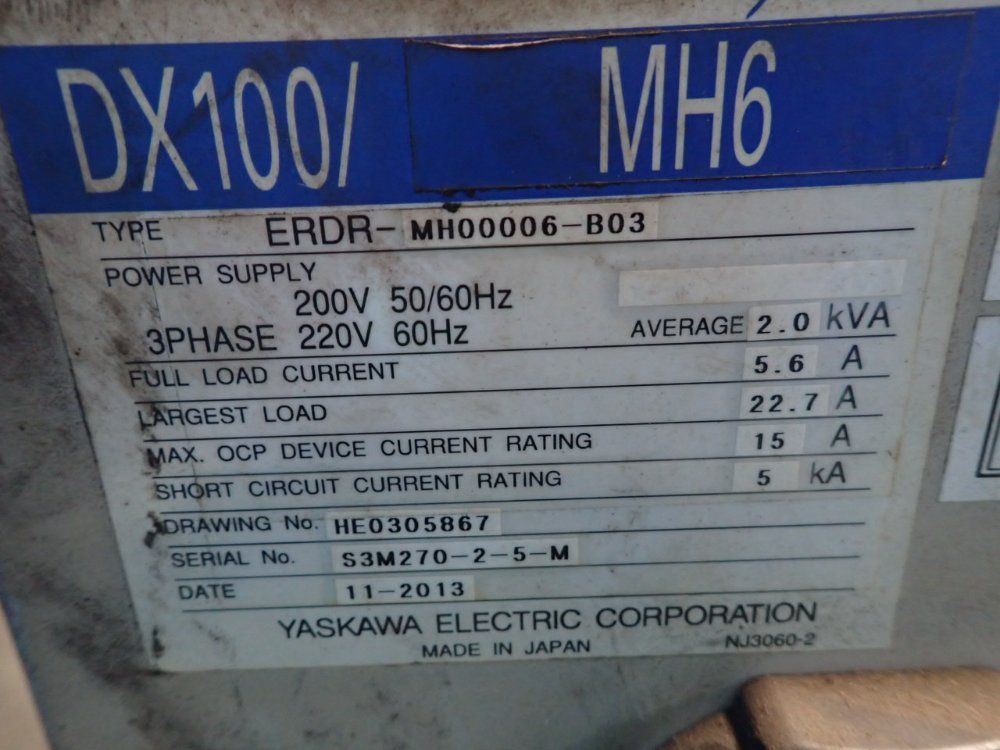 DX100/ MH6
TYPE ERDR-MH00006-B03
POWER SUPPLY
200V 50/60Hz
3PHASE 220V 60Hz AVERAGE 2.0 kVA
FULL LOAD CURRENT 5.6 A
LARGEST LOAD 22.7 A
MAX. OCP DEVICE CURRENT RATING 15 A
SHORT CIRCUIT CURRENT RATING 5 kA
DRAWING No. HE0305867
SERIAL No. S3M270-2-5-M
DATE 11-2013
YASKAWA ELECTRIC CORPORATION
MADE IN JAPAN NJ3060-2